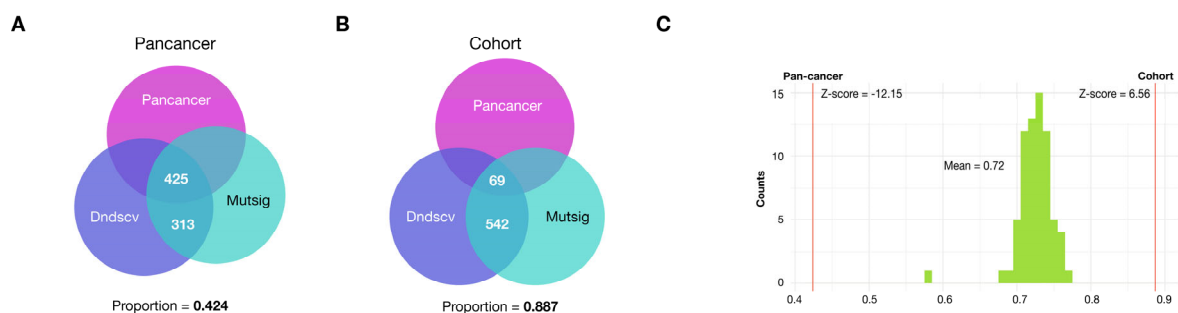 A
Pancancer
Pancancer
425
Dndscv
Mutsig
313
Proportion = 0.424
B
Cohort
Pancancer
69
Dndscv
Mutsig
542
Proportion = 0.887
C
Pan-cancer
Cohort
Z-score = -12.15
Z-score = 6.56
Mean = 0.72
Counts
15
10
5
0
0.4
0.5
0.6
0.7
0.8
0.9